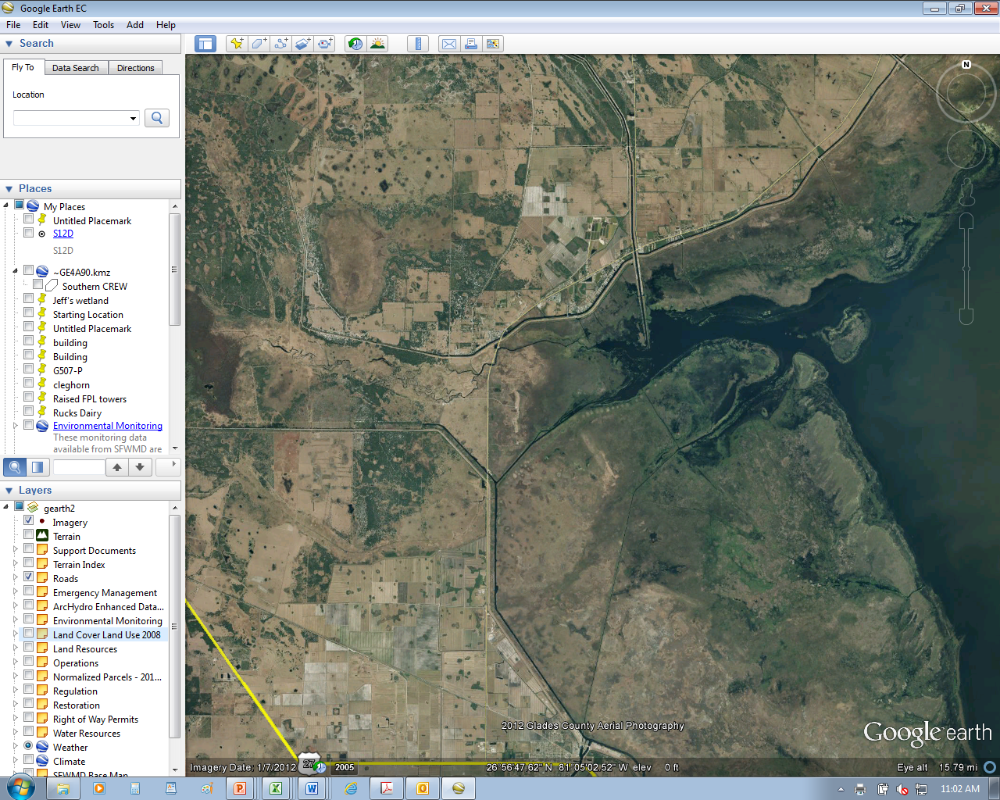 Google Earth EC
File Edit View Tools Add Help
Search
Fly To Data Search Directions
Location
Places
My Places
Untitled Placemark
S12D
S12D
~GE4A90.kmz
Southern CREW
Jeff's wetland
Starting Location
Untitled Placemark
building
Building
G507-P
cleghorn
Raised FPL towers
Rucks Dairy
Environmental Monitoring
These monitoring data
available from SFWMD are
Layers
gearth2
Imagery
Terrain
Support Documents
Terrain Index
Roads
Emergency Management
ArcHydro Enhanced Data...
Environmental Monitoring
Land Cover Land Use 2008
Land Resources
Operations
Normalized Parcels - 201...
Regulation
Restoration
Right of Way Permits
Water Resources
Weather
Climate
SFWMD Base Map
N
2012 Glades County Aerial Photography
Google earth
27
Imagery Date: 1/7/2012 2005 26°56'47.62" N 81°05'02.52" W elev 0 ft Eye alt 15.79 mi
11:02 AM